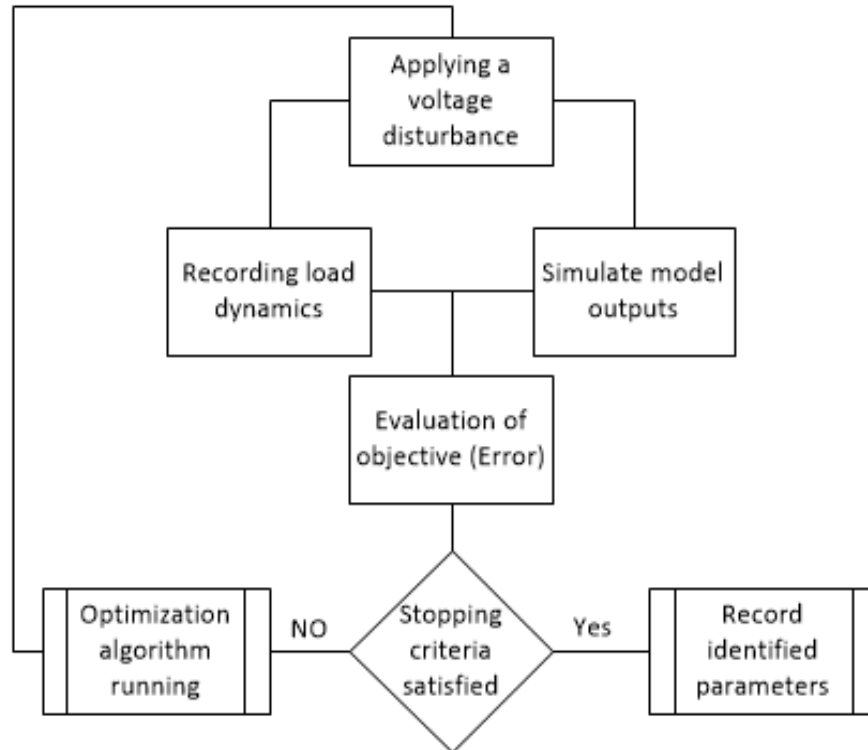 Applying a
voltage
disturbance
Recording load
dynamics
Simulate model
outputs
Evaluation of
objective (Error)
Stopping
criteria
satisfied
NO
Optimization
algorithm
running
Yes
Record
identified
parameters